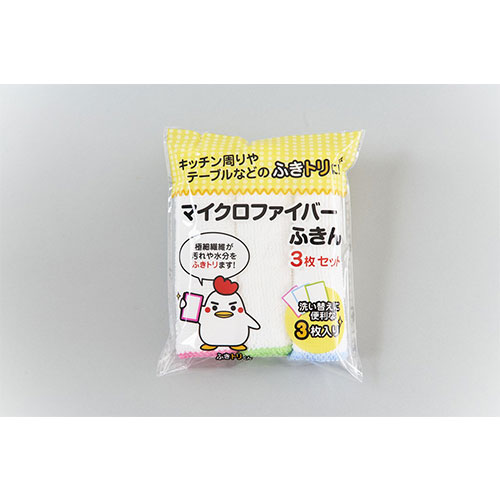 キッチン周りや
テーブルなどのふきトリに!
マイクロファイバー
ふきん
3枚セット
極細繊維が
汚れや水分を
ふきトリます!
洗い替えに
便利な
3枚入り
ふきトリくん